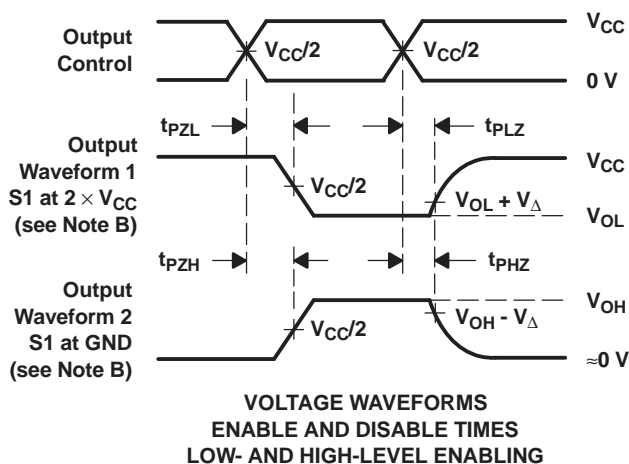 Output
Control
V_CC/2
V_CC/2
V_CC
0 V
t_PZL
t_PLZ
Output
Waveform 1
S1 at 2 × V_CC
(see Note B)
V_CC/2
V_CC
V_OL + V_Δ
V_OL
t_PZH
t_PHZ
Output
Waveform 2
S1 at GND
(see Note B)
V_CC/2
V_OH
V_OH - V_Δ
≈0 V
VOLTAGE WAVEFORMS
ENABLE AND DISABLE TIMES
LOW- AND HIGH-LEVEL ENABLING